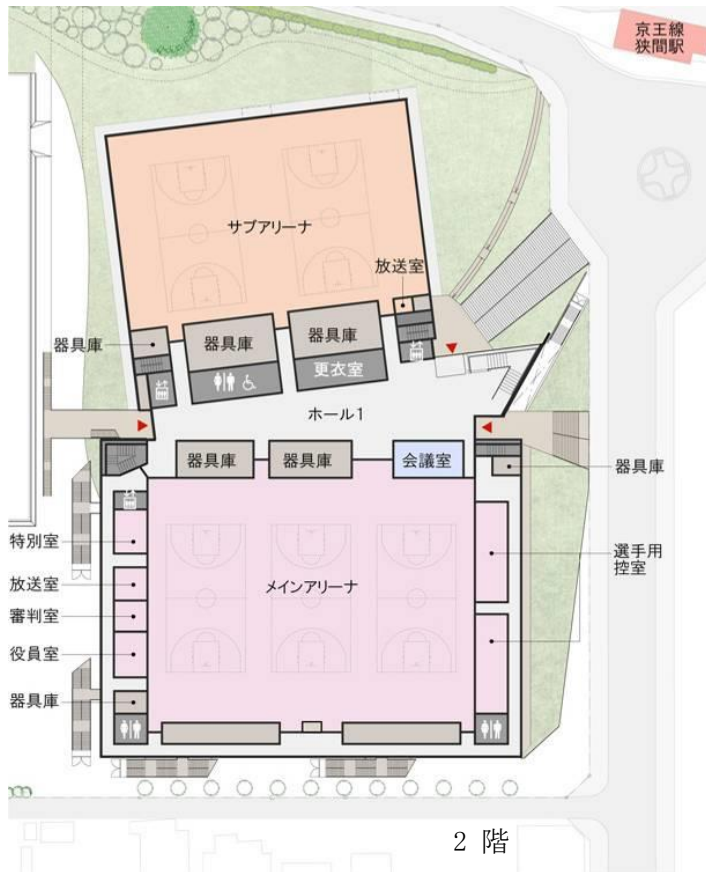 京王線
狭間駅
サブアリーナ
放送室
器具庫
器具庫
器具庫
更衣室
ホール1
器具庫
器具庫
会議室
器具庫
特別室
選手用
控室
放送室
メインアリーナ
審判室
役員室
器具庫
2 階